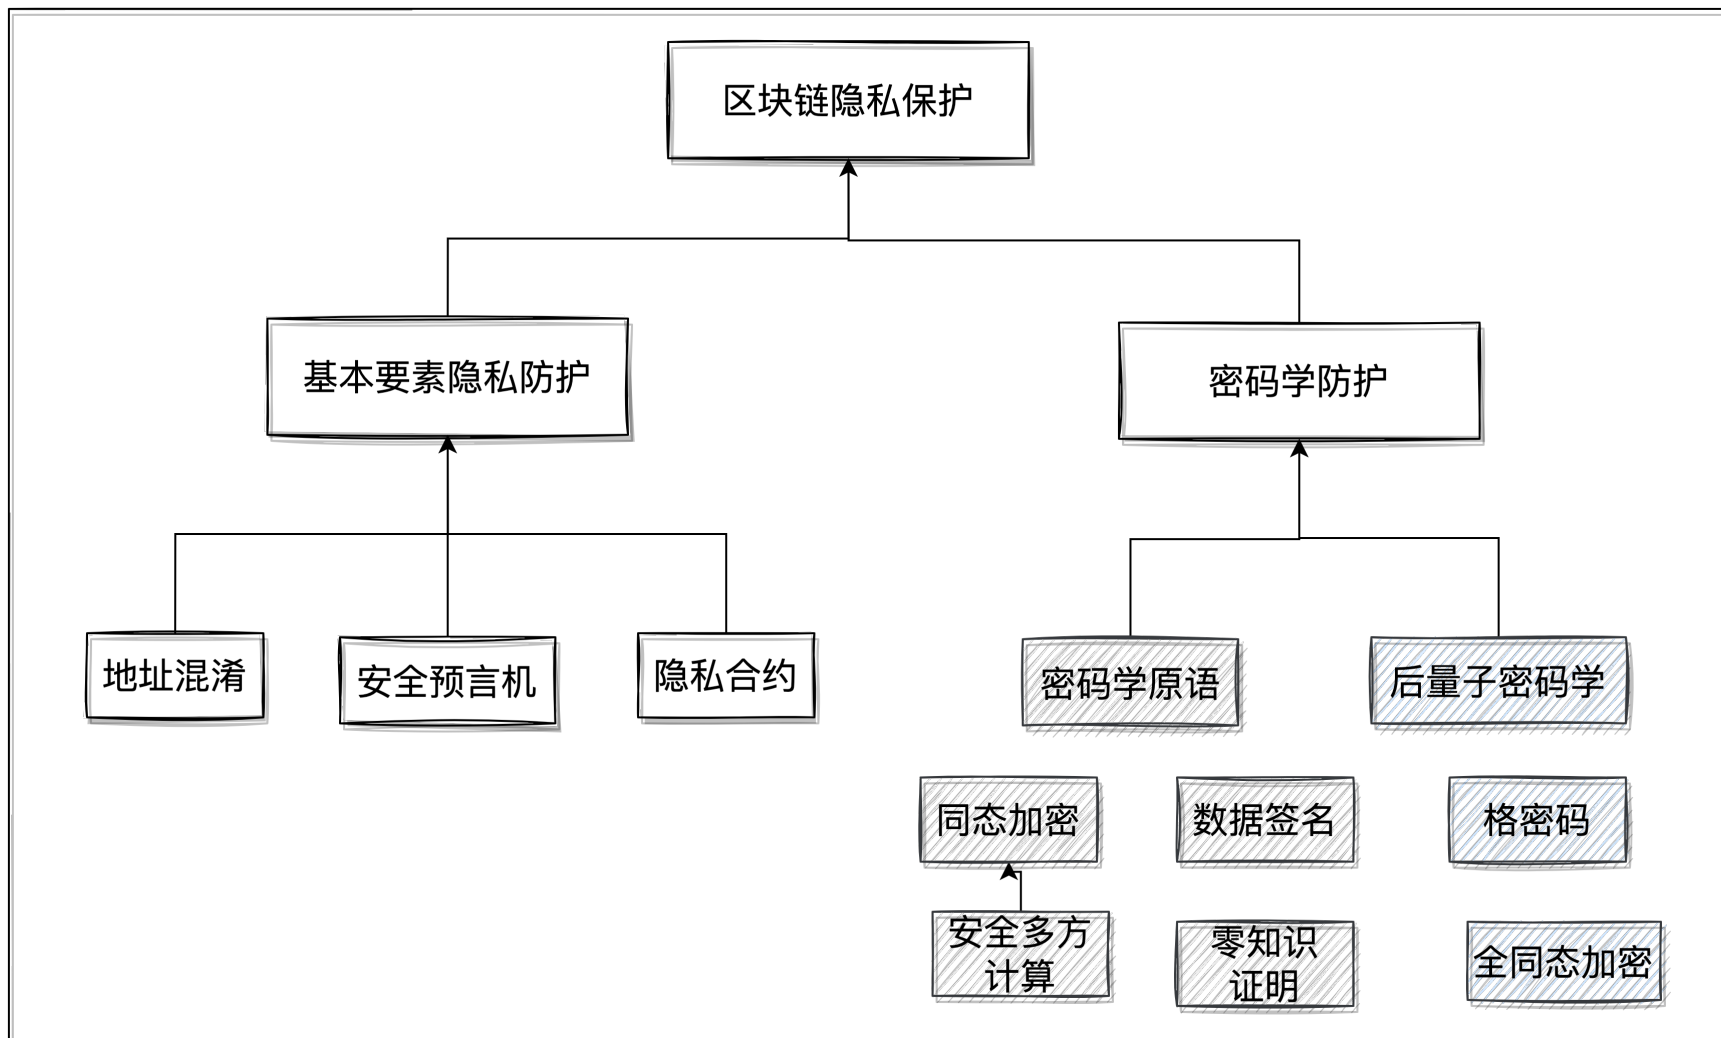 区块链隐私保护
基本要素隐私防护
密码学防护
地址混淆
安全预言机
隐私合约
密码学原语
后量子密码学
同态加密
数据签名
格密码
安全多方
计算
零知识
证明
全同态加密